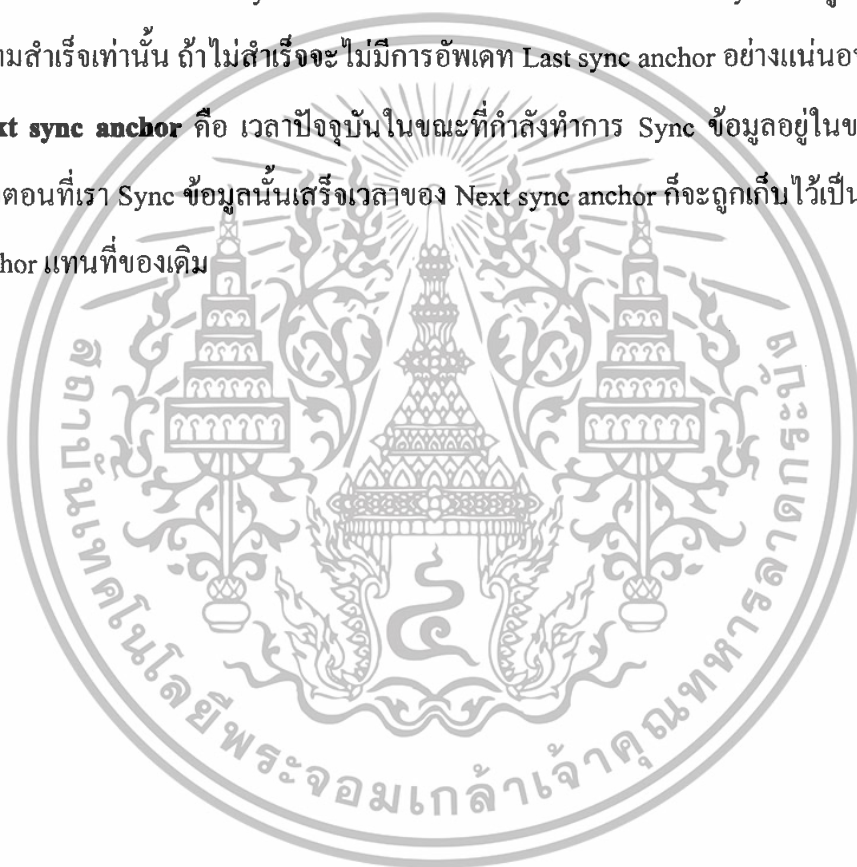 ามสำเร็จเท่านั้น ถ้าไม่สำเร็จจะไม่มีการอัพเดท Last sync anchor อย่างแน่นอ
xt sync anchor คือ เวลาปัจจุบันในขณะที่กำลังทำการ Sync ข้อมูลอยู่ในข
ตอนที่เรา Sync ข้อมูลนั้นเสร็จเวลาของ Next sync anchor ก็จะถูกเก็บไว้เป็น
hor แทนที่ของเดิม
สถาบันเทคโนโลยีพระจอมเกล้าเจ้าคุณทหารลาดกระบัง